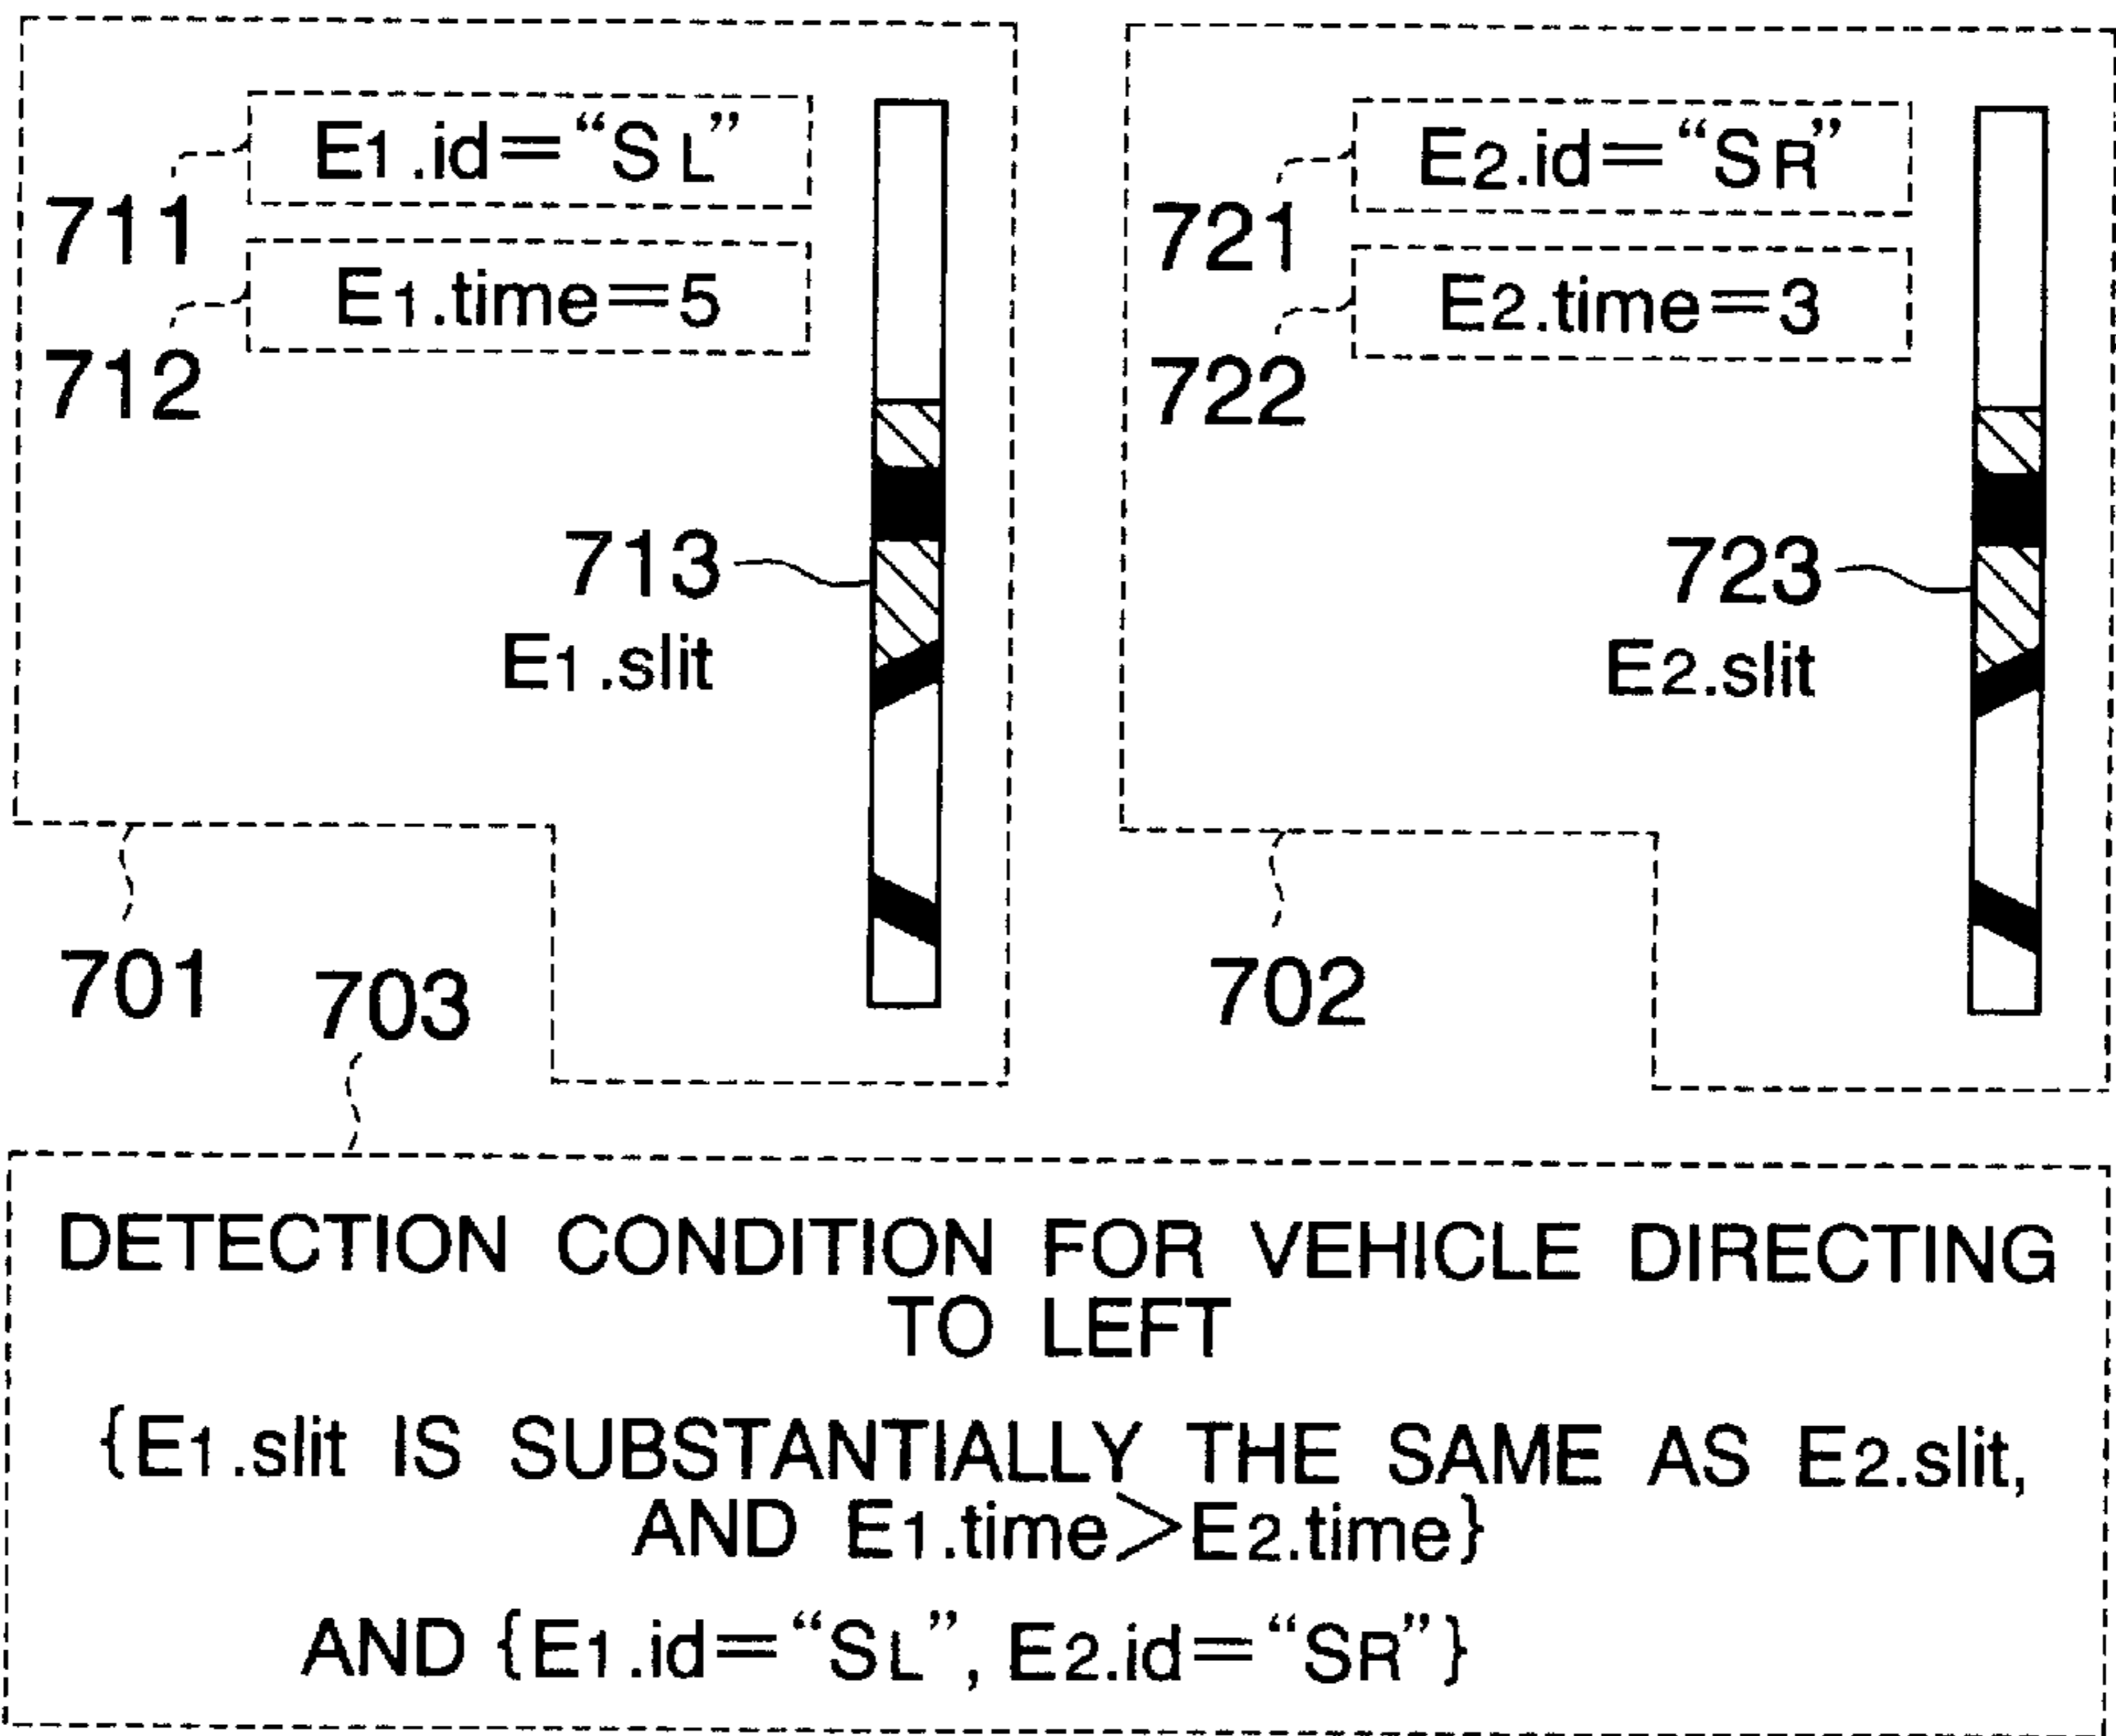 E1.id="SL"
711
E1.time=5
712
713
E1.slit
701
E2.id="SR"
721
E2.time=3
722
723
E2.slit
702
703
DETECTION CONDITION FOR VEHICLE DIRECTING
TO LEFT
{E1.slit IS SUBSTANTIALLY THE SAME AS E2.slit,
AND E1.time>E2.time}
AND {E1.id="SL", E2.id="SR"}